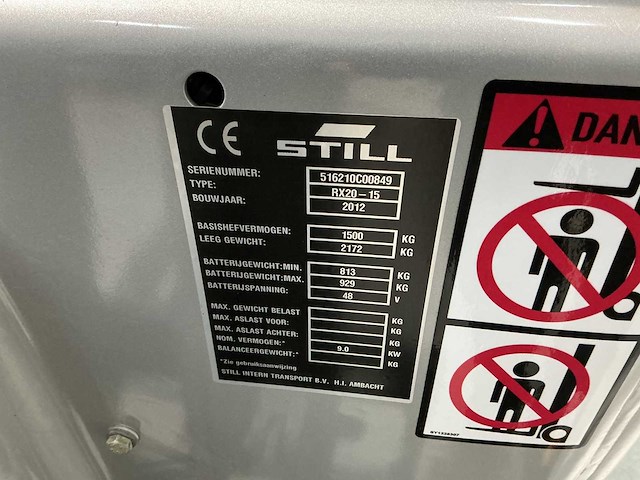 CE STILL
SERIENUMMER: 516210C00849
TYPE: RX20-15
BOUWJAAR: 2012
BASISHEFVERMOGEN: 1500 KG
LEEG GEWICHT: 2172 KG
BATTERIJGEWICHT:MIN. 813 KG
BATTERIJGEWICHT:MAX. 929 KG
BATTERIJSPANNING: 48 V
MAX. GEWICHT BELAST
MAX. ASLAST VOOR: KG
MAX. ASLAST ACHTER: KG
NOM. VERMOGEN:* 9.0 KW
BALANCEERGEWICHT:* KG
*Zie gebruiksaanwijzing
STILL INTERN TRANSPORT B.V. H.I. AMBACHT
DAN